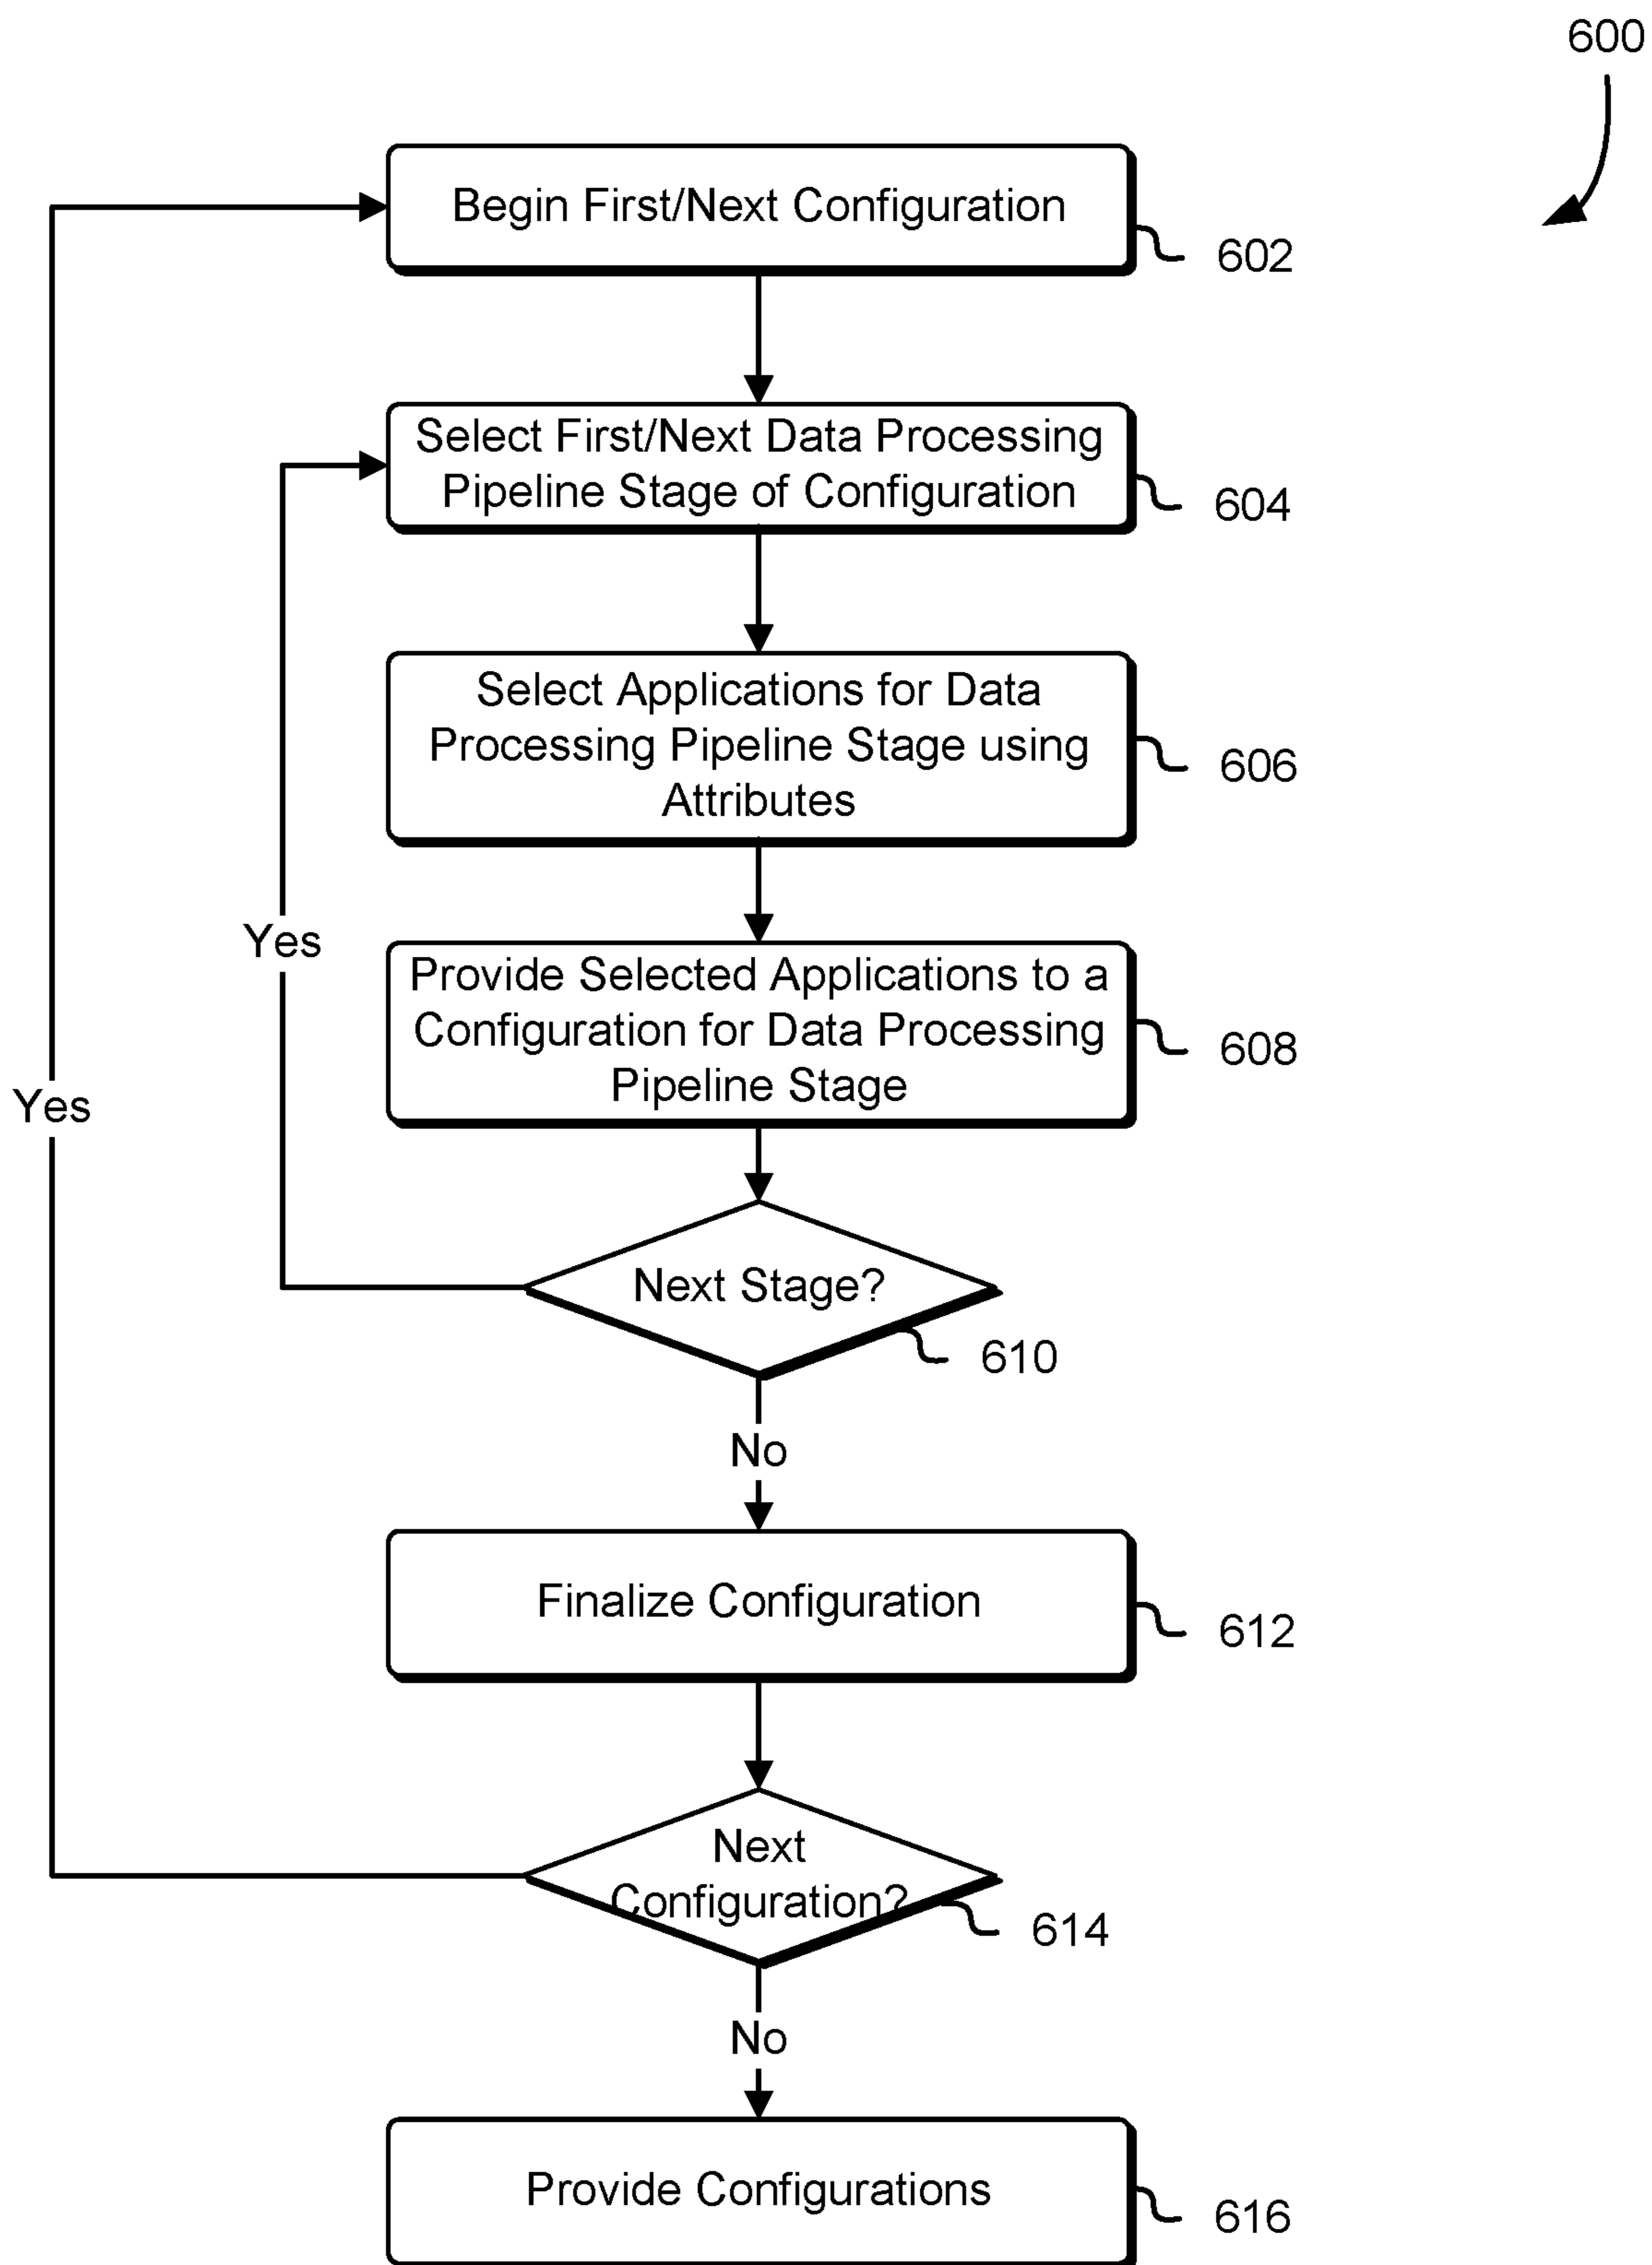 600
Begin First/Next Configuration
602
Select First/Next Data Processing
Pipeline Stage of Configuration
604
Select Applications for Data
Processing Pipeline Stage using
Attributes
606
Yes
Provide Selected Applications to a
Configuration for Data Processing
Pipeline Stage
608
Yes
Next Stage?
610
No
Finalize Configuration
612
Next
Configuration?
614
No
Provide Configurations
616